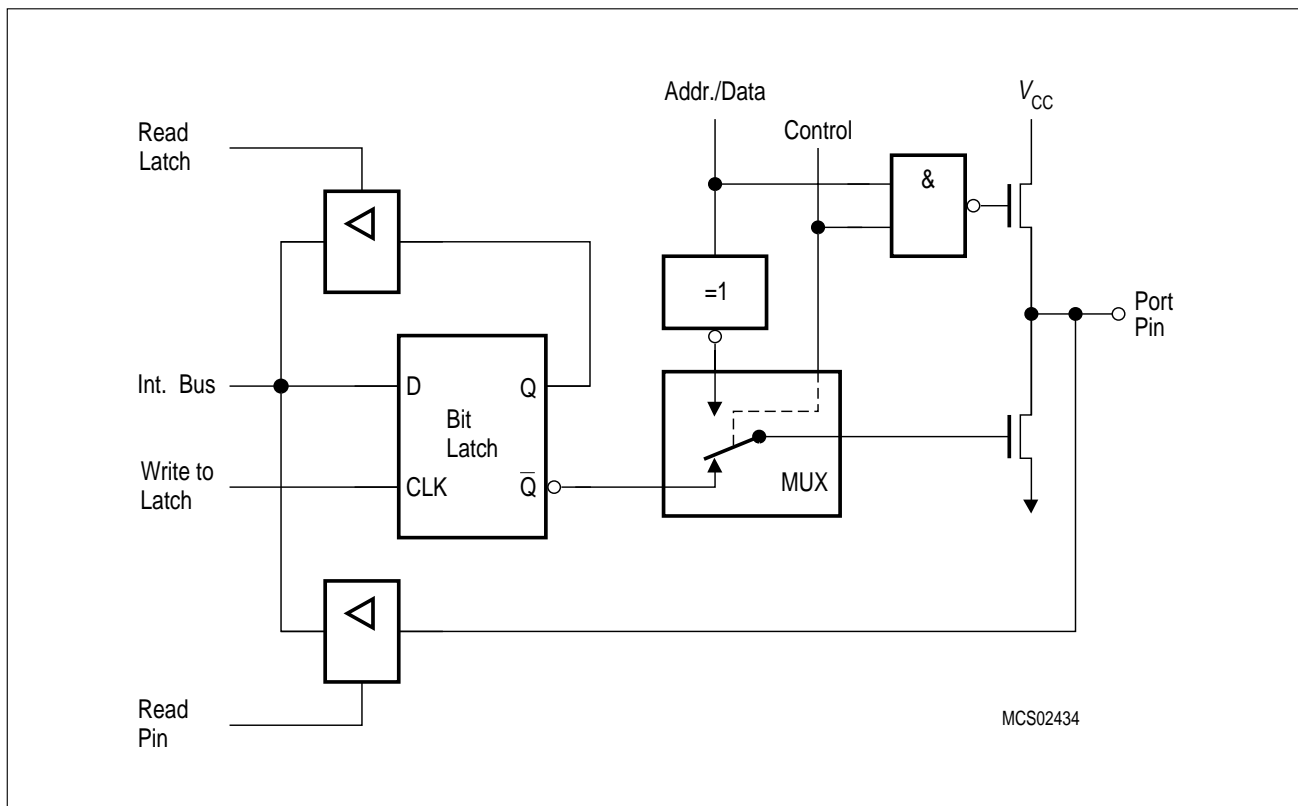 Addr./Data
VCC
Control
Read
Latch
&
=1
Port
Pin
Int. Bus
D
Q
Bit
Latch
Write to
Latch
CLK
Q̅
MUX
Read
Pin
MCS02434